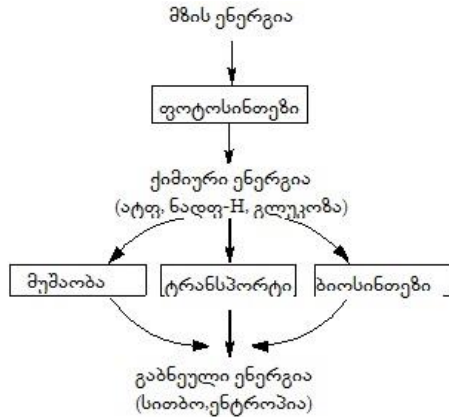 მზის ენერგია
ფოტოსინთეზი
ქიმიური ენერგია
(ატფ, ნადფ-H, გლუკოზა)
მუშაობა
ტრანსპორტი
ბიოსინთეზი
გაბნეული ენერგია
(სითბო,ენტროპია)